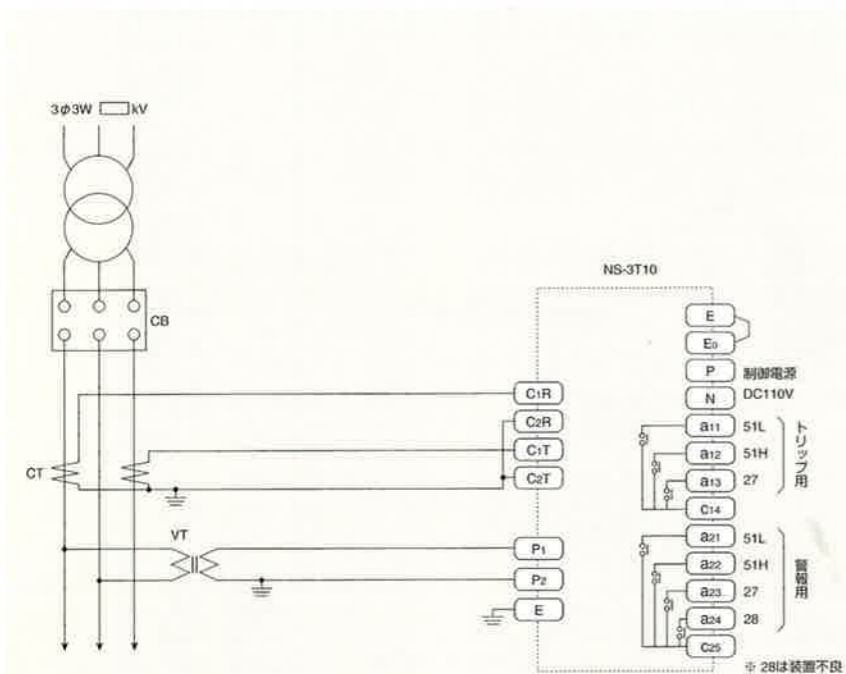 3φ3W kV
CB
CT
VT
NS-3T10
C1R
C2R
C1T
C2T
P1
P2
E
E
E0
P
N
制御電源
DC110V
a11 51L
a12 51H
a13 27
C14
トリップ用
a21 51L
a22 51H
a23 27
a24 28
C25
警報用
※ 28は装置不良